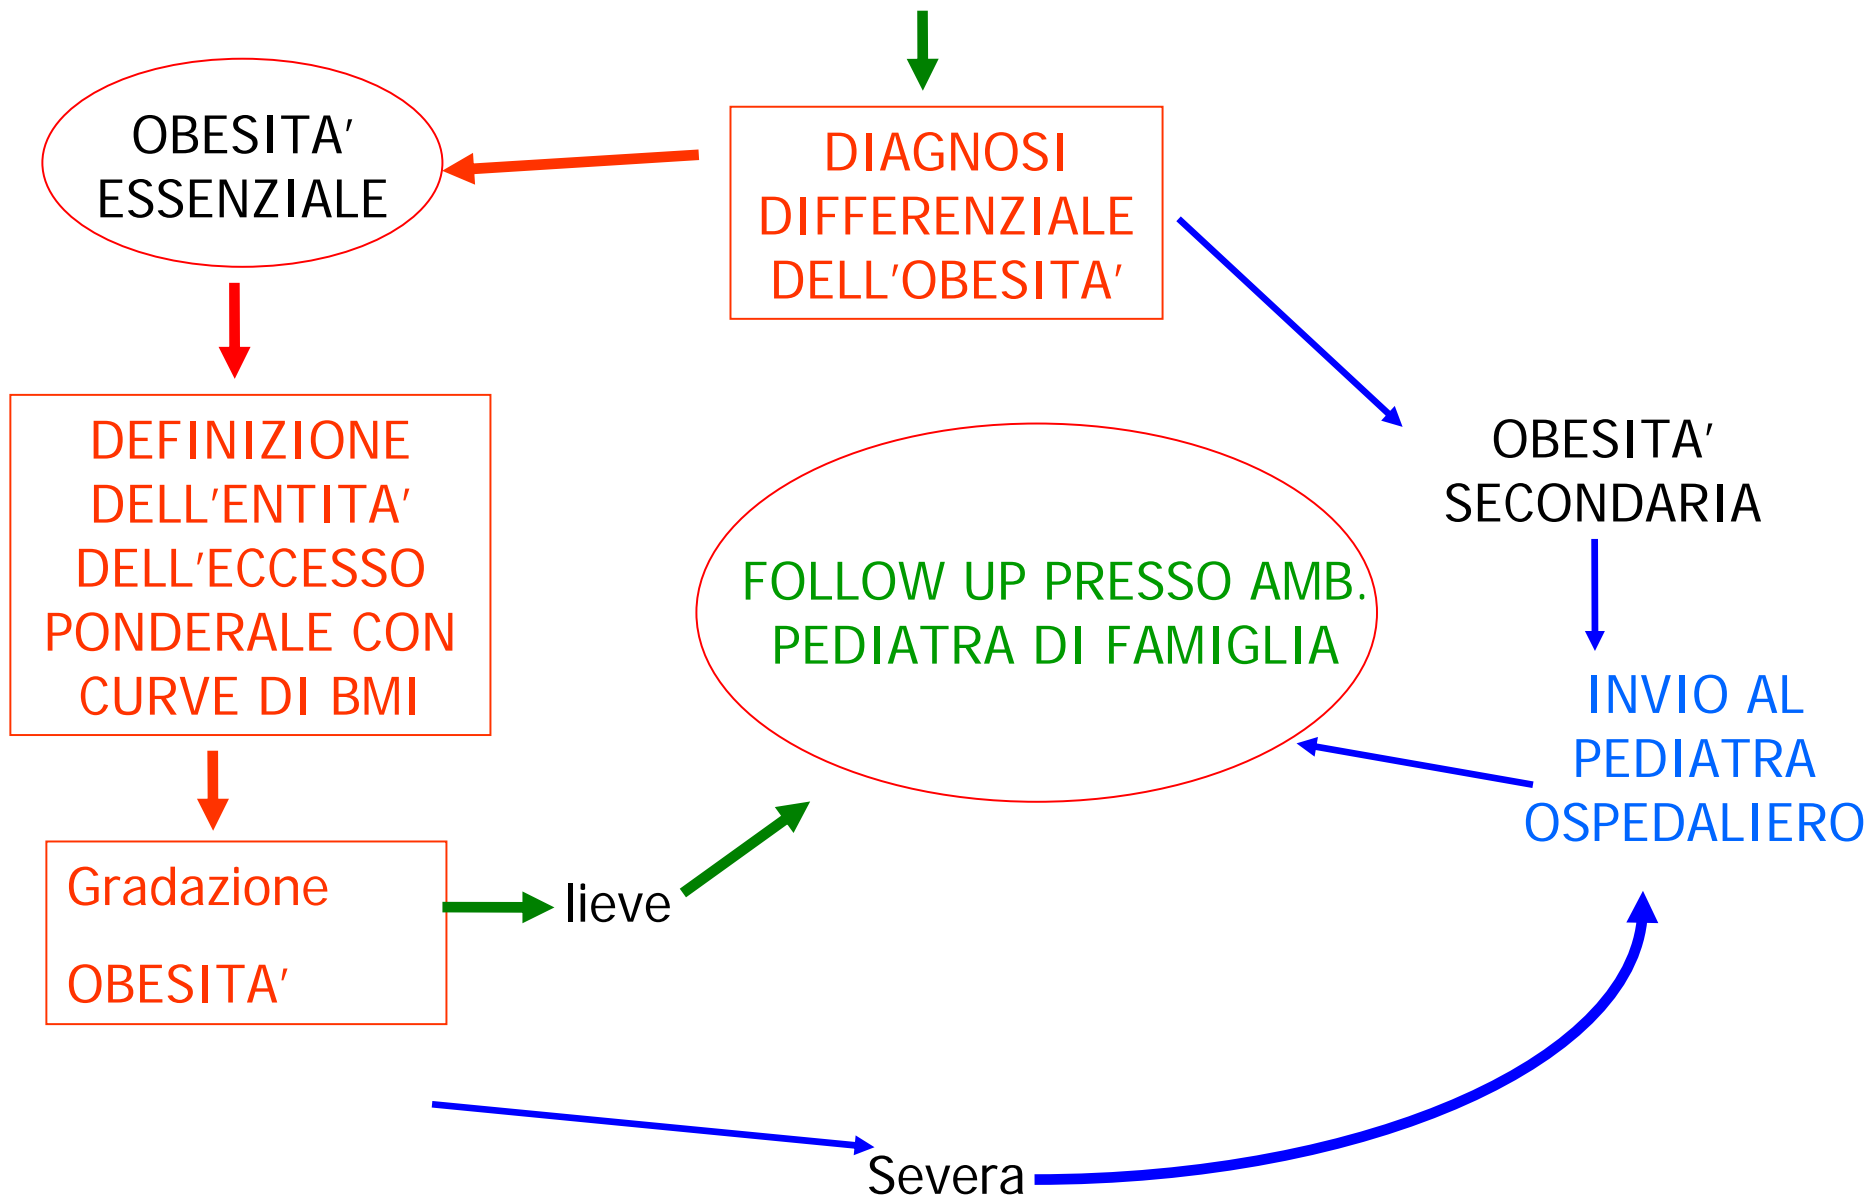 OBESITA'
ESSENZIALE
DIAGNOSI
DIFFERENZIALE
DELL'OBESITA'
DEFINIZIONE
DELL'ENTITA'
DELL'ECCESSO
PONDERALE CON
CURVE DI BMI
OBESITA'
SECONDARIA
FOLLOW UP PRESSO AMB.
PEDIATRA DI FAMIGLIA
INVIO AL
PEDIATRA
OSPEDALIERO
Gradazione
OBESITA'
lieve
Severa